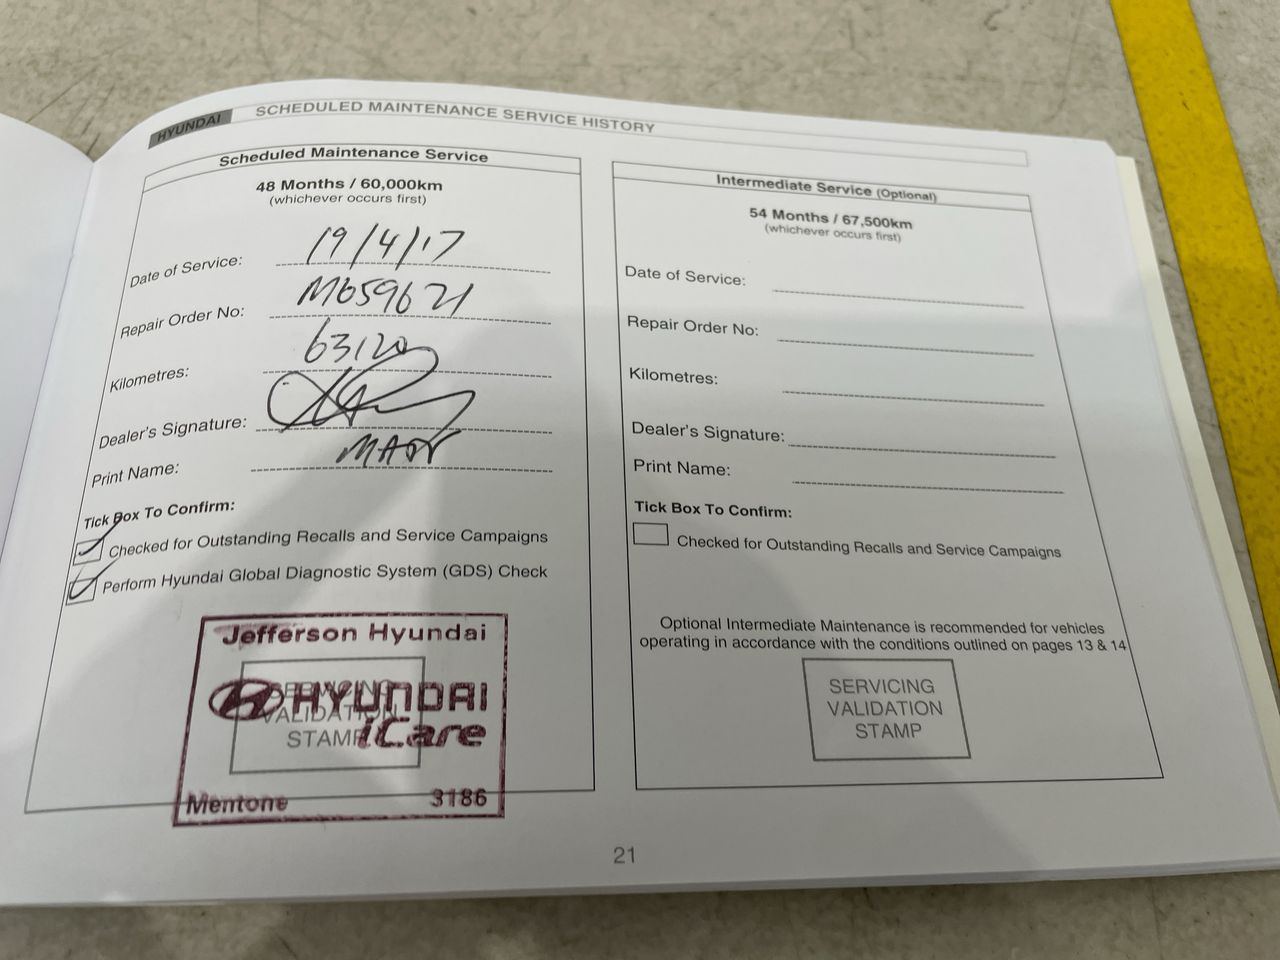 HYUNDAI
SCHEDULED MAINTENANCE SERVICE HISTORY
Scheduled Maintenance Service
48 Months / 60,000km
(whichever occurs first)
Date of Service: 19/4/17
Repair Order No: M0659621
Kilometres: 63120
Dealer's Signature:
Print Name: MATT
Tick Box To Confirm:
Checked for Outstanding Recalls and Service Campaigns
Perform Hyundai Global Diagnostic System (GDS) Check
SERVICING
VALIDATION
STAMP
Jefferson Hyundai
HYUNDAI
iCare
Mentone 3186
Intermediate Service (Optional)
54 Months / 67,500km
(whichever occurs first)
Date of Service:
Repair Order No:
Kilometres:
Dealer's Signature:
Print Name:
Tick Box To Confirm:
Checked for Outstanding Recalls and Service Campaigns
Optional Intermediate Maintenance is recommended for vehicles
operating in accordance with the conditions outlined on pages 13 & 14
SERVICING
VALIDATION
STAMP
21